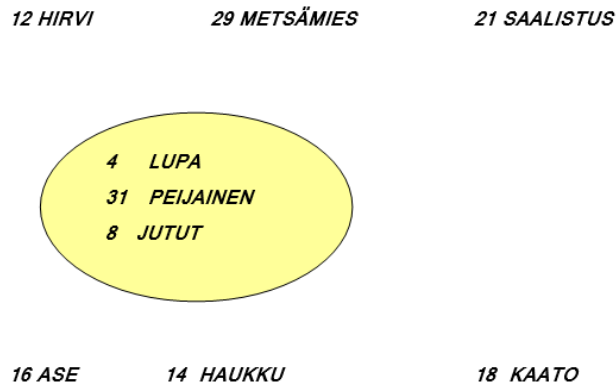 12 HIRVI 29 METSÄMIES 21 SAALISTUS
4 LUPA
31 PEIJAINEN
8 JUTUT
16 ASE 14 HAUKKU 18 KAATO